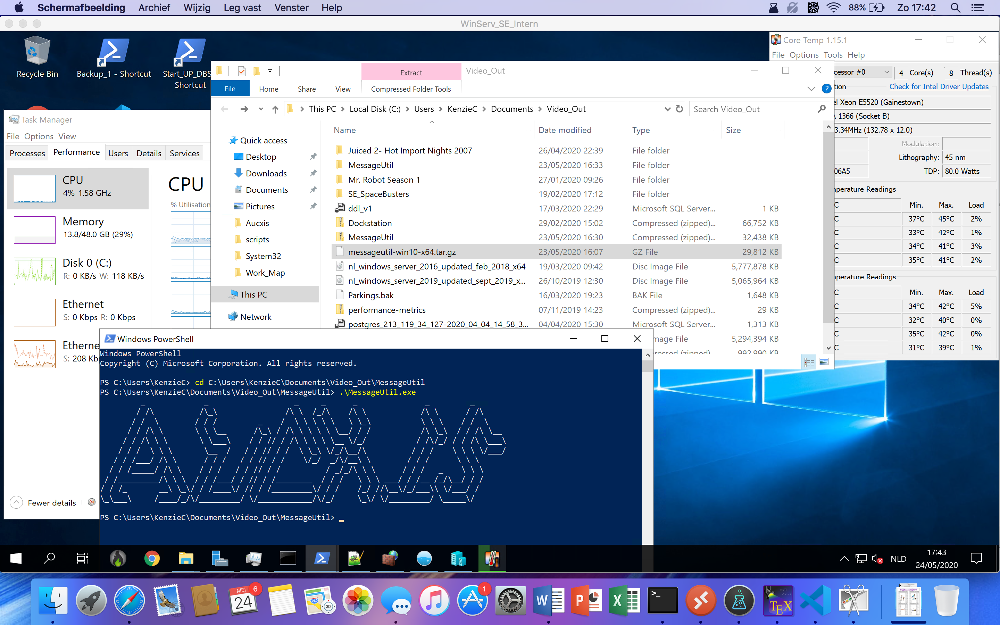 Schermafbeelding Archief Wijzig Leg vast Venster Help 88% Zo 17:42
WinServ_SE_Intern
Recycle Bin
Backup_1 - Shortcut
Start_UP_DBS
Shortcut
Task Manager
File Options View
Processes Performance Users Details Services
CPU
4% 1.58 GHz
Memory
13.8/48.0 GB (29%)
Disk 0 (C:)
R: 0 KB/s W: 118 KB/s
Ethernet
S: 0 Kbps R: 0 Kbps
Etherne
S: 208 Kb
CPU
% Utilisation
Fewer details
Extract Video_Out
File Home Share View Compressed Folder Tools
This PC Local Disk (C:) Users KenzieC Documents Video_Out Search Video_Out
Quick access
Desktop
Downloads
Documents
Pictures
Aucxis
scripts
System32
Work_Map
This PC
Network
Name Date modified Type Size
Juiced 2- Hot Import Nights 2007 26/04/2020 22:39 File folder
MessageUtil 23/05/2020 16:33 File folder
Mr. Robot Season 1 27/01/2020 09:26 File folder
SE_SpaceBusters 19/02/2020 17:12 File folder
ddl_v1 17/03/2020 22:29 Microsoft SQL Server... 1 KB
Dockstation 29/02/2020 15:02 Compressed (zipped)... 66,752 KB
MessageUtil 23/05/2020 16:30 Compressed (zipped)... 32,438 KB
messageutil-win10-x64.tar.gz 23/05/2020 16:07 GZ File 29,812 KB
nl_windows_server_2016_updated_feb_2018_x64 19/03/2020 09:42 Disc Image File 5,777,878 KB
nl_windows_server_2019_updated_sept_2019_x... 26/10/2019 12:30 Disc Image File 5,065,964 KB
Parkings.bak 16/03/2020 19:23 BAK File 1,648 KB
performance-metrics 07/11/2019 14:23 Compressed (zipped)... 29 KB
postgres_213_119_34_127-2020_04_04_14_58_3... 04/04/2020 15:30 Microsoft SQL Server... 1,313 KB
mage File 5,294,394 KB
ressed (zipped) 992,990 KB
Core Temp 1.15.1
File Options Tools Help
cessor #0 4 Core(s) 8 Thread(s)
tion Check for Intel Driver Updates
el Xeon E5520 (Gainestown)
1366 (Socket B)
3.34MHz (132.78 x 12.0)
Modulation:
Lithography: 45 nm
06A5 TDP: 80.0 Watts
perature Readings
C Min. Max. Load
C 37°C 45°C 2%
C 33°C 42°C 1%
C 34°C 41°C 3%
C 35°C 41°C 2%
perature Readings
C Min. Max. Load
C 34°C 42°C 5%
C 32°C 40°C 0%
C 35°C 42°C 0%
C 31°C 39°C 1%
Windows PowerShell
Windows PowerShell
Copyright (C) Microsoft Corporation. All rights reserved.
PS C:\Users\KenzieC> cd C:\Users\KenzieC\Documents\Video_Out\MessageUtil
PS C:\Users\KenzieC\Documents\Video_Out\MessageUtil> .\MessageUtil.exe
AUCXIS
PS C:\Users\KenzieC\Documents\Video_Out\MessageUtil>
NLD
17:43
24/05/2020
MEI
24
6
280
3D
1
W
P
X
>_
TEX
WE CHALLENGE YOU!